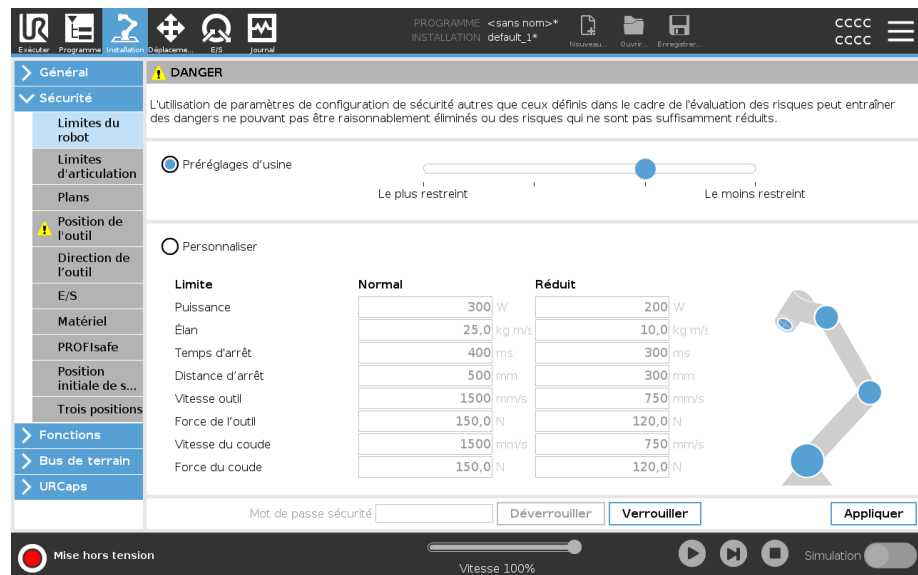 PROGRAMME <sans nom>*
INSTALLATION default_1*
Exécuter Programme Installation Déplaceme... E/S Journal
Nouveau... Ouvrir... Enregistrer...
cccc
cccc
Général
Sécurité
Limites du
robot
Limites
d'articulation
Plans
Position de
l'outil
Direction de
l'outil
E/S
Matériel
PROFIsafe
Position
initiale de s...
Trois positions
Fonctions
Bus de terrain
URCaps
DANGER
L'utilisation de paramètres de configuration de sécurité autres que ceux définis dans le cadre de l'évaluation des risques peut entraîner
des dangers ne pouvant pas être raisonnablement éliminés ou des risques qui ne sont pas suffisamment réduits.
Préréglages d'usine
Le plus restreint Le moins restreint
Personnaliser
Limite Normal Réduit
Puissance 300 W 200 W
Élan 25,0 kg m/s 10,0 kg m/s
Temps d'arrêt 400 ms 300 ms
Distance d'arrêt 500 mm 300 mm
Vitesse outil 1500 mm/s 750 mm/s
Force de l'outil 150,0 N 120,0 N
Vitesse du coude 1500 mm/s 750 mm/s
Force du coude 150,0 N 120,0 N
Mot de passe sécurité Déverrouiller Verrouiller Appliquer
Mise hors tension
Vitesse 100%
Simulation